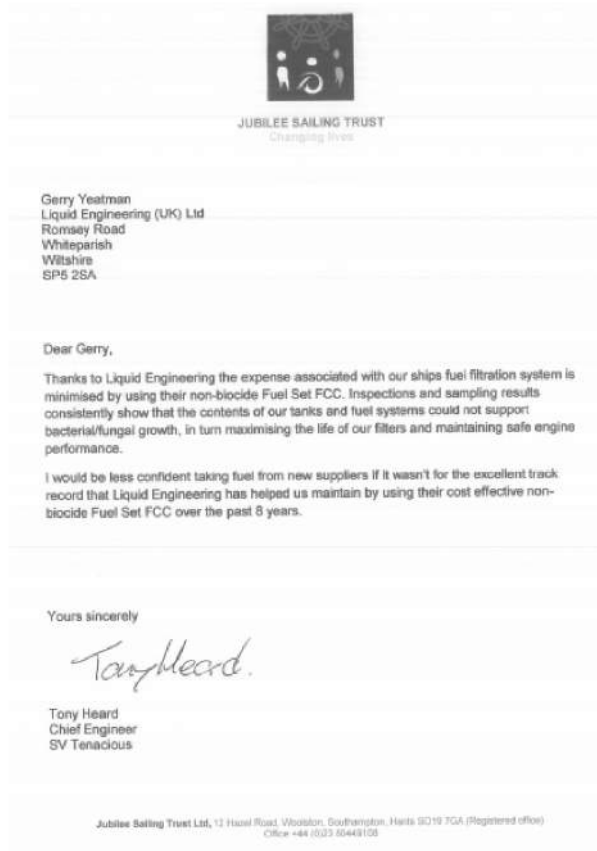 JUBILEE SAILING TRUST
Changing lives
Gerry Yeatman
Liquid Engineering (UK) Ltd
Romsey Road
Whiteparish
Wiltshire
SP5 2SA
Dear Gerry,
Thanks to Liquid Engineering the expense associated with our ships fuel filtration system is
minimised by using their non-biocide Fuel Set FCC. Inspections and sampling results
consistently show that the contents of our tanks and fuel systems could not support
bacterial/fungal growth, in turn maximising the life of our filters and maintaining safe engine
performance.
I would be less confident taking fuel from new suppliers if it wasn't for the excellent track
record that Liquid Engineering has helped us maintain by using their cost effective non-
biocide Fuel Set FCC over the past 8 years.
Yours sincerely
Tony Heard.
Tony Heard
Chief Engineer
SV Tenacious
Jubilee Sailing Trust Ltd, 12 Hazel Road, Woolston, Southampton, Hants SO19 7GA (Registered office)
Office +44 (0)23 80449108